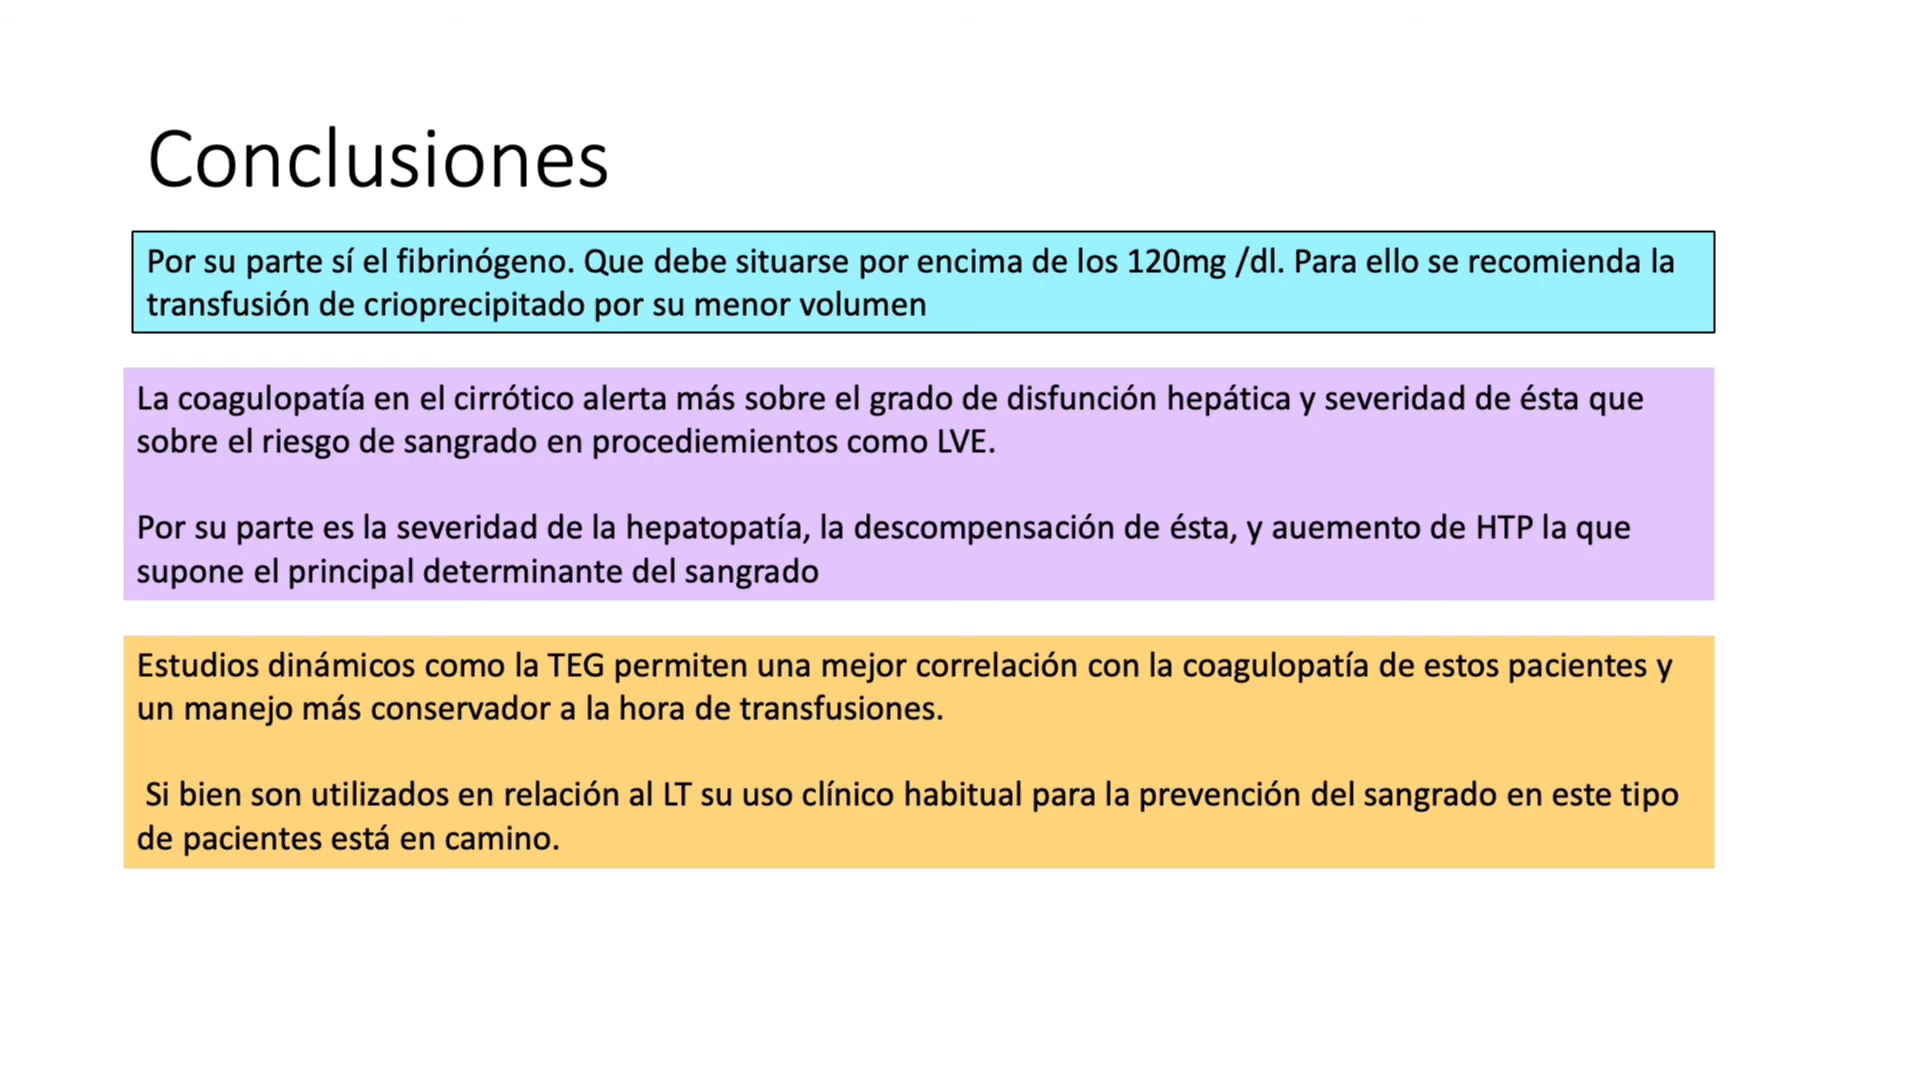 Conclusiones
Por su parte sí el fibrinógeno. Que debe situarse por encima de los 120mg /dl. Para ello se recomienda la
transfusión de crioprecipitado por su menor volumen
La coagulopatía en el cirrótico alerta más sobre el grado de disfunción hepática y severidad de ésta que
sobre el riesgo de sangrado en procediemientos como LVE.
Por su parte es la severidad de la hepatopatía, la descompensación de ésta, y auemento de HTP la que
supone el principal determinante del sangrado
Estudios dinámicos como la TEG permiten una mejor correlación con la coagulopatía de estos pacientes y
un manejo más conservador a la hora de transfusiones.
Si bien son utilizados en relación al LT su uso clínico habitual para la prevención del sangrado en este tipo
de pacientes está en camino.